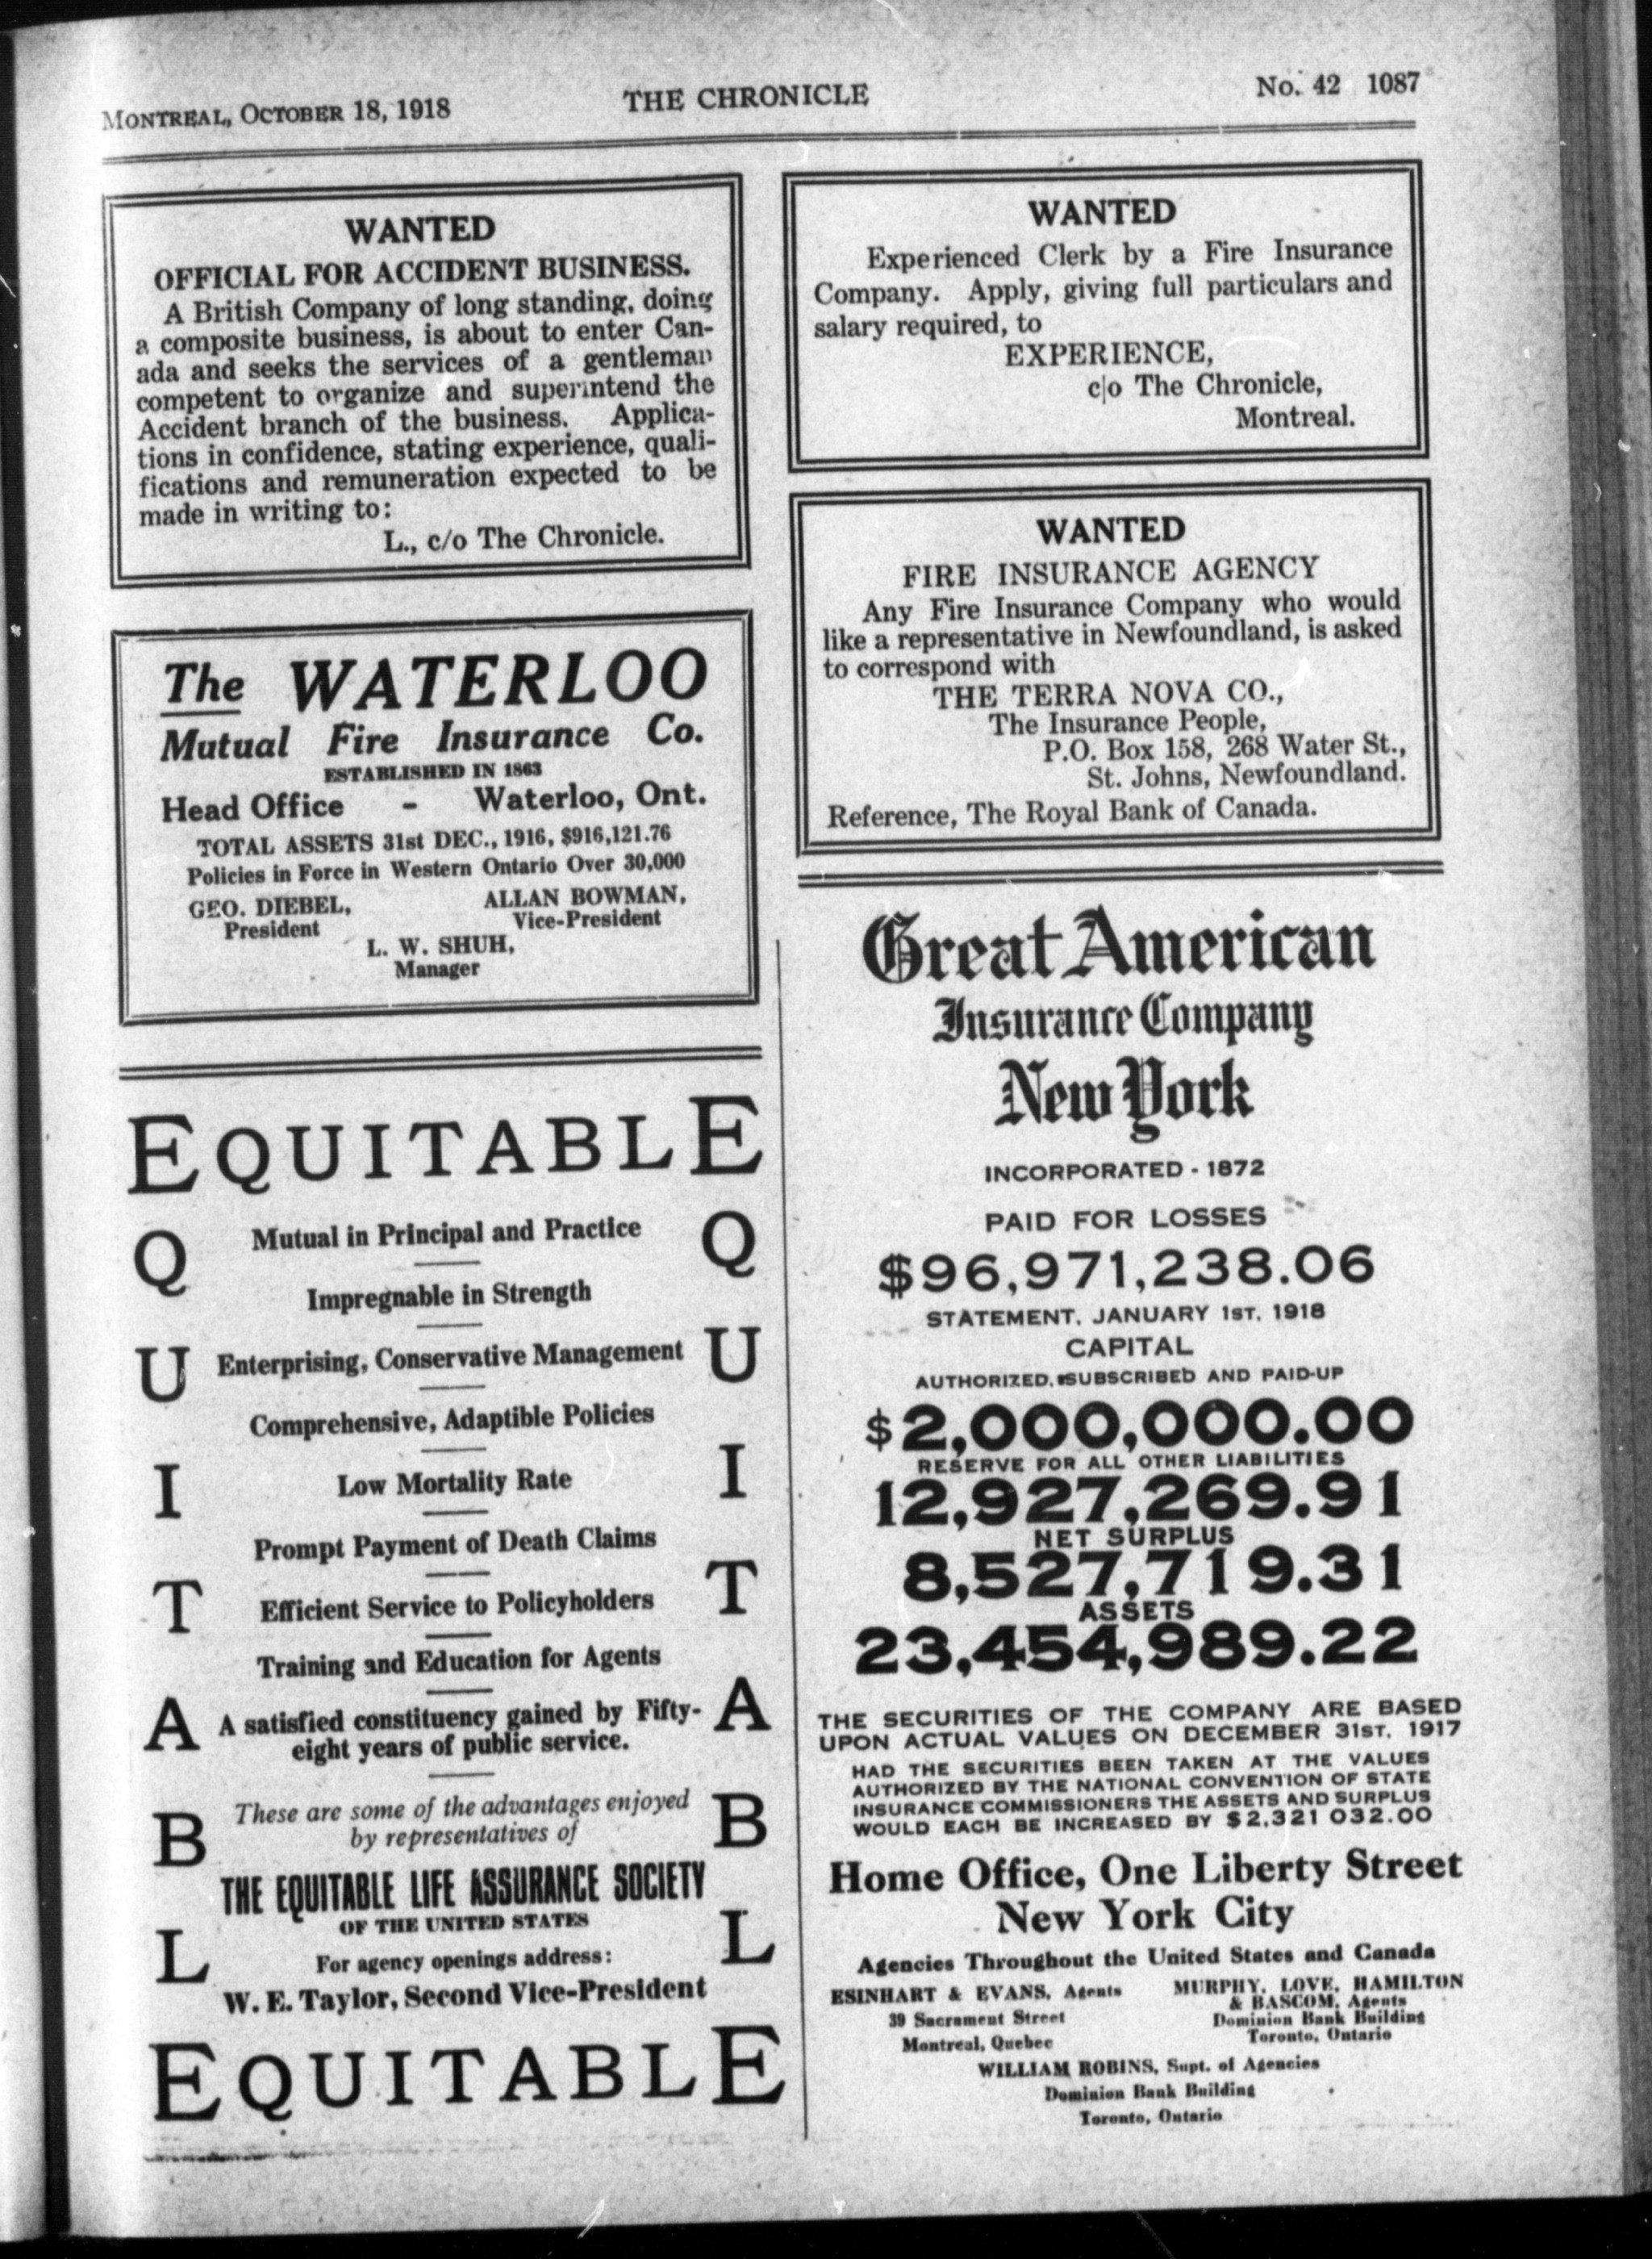 MONTREAL, OCTOBER 18, 1918
THE CHRONICLE
No. 42 1087
WANTED
OFFICIAL FOR ACCIDENT BUSINESS.
A British Company of long standing, doing
a composite business, is about to enter Can-
ada and seeks the services of a gentleman
competent to organize and superintend the
Accident branch of the business. Applica-
tions in confidence, stating experience, quali-
fications and remuneration expected to be
made in writing to:
L., c/o The Chronicle.
The WATERLOO
Mutual Fire Insurance Co.
ESTABLISHED IN 1863
Head Office - Waterloo, Ont.
TOTAL ASSETS 31st DEC., 1916, $916,121.76
Policies in Force in Western Ontario Over 30,000
GEO. DIEBEL,
President
ALLAN BOWMAN,
Vice-President
L. W. SHUH,
Manager
EQUITABLE
Q Mutual in Principal and Practice Q
Impregnable in Strength
U Enterprising, Conservative Management U
Comprehensive, Adaptible Policies
I Low Mortality Rate I
Prompt Payment of Death Claims
T Efficient Service to Policyholders T
Training and Education for Agents
A A satisfied constituency gained by Fifty- A
eight years of public service.
These are some of the advantages enjoyed
B by representatives of B
THE EQUITABLE LIFE ASSURANCE SOCIETY
OF THE UNITED STATES
L For agency openings address: L
W. E. Taylor, Second Vice-President
EQUITABLE
WANTED
Experienced Clerk by a Fire Insurance
Company. Apply, giving full particulars and
salary required, to
EXPERIENCE,
c|o The Chronicle,
Montreal.
WANTED
FIRE INSURANCE AGENCY
Any Fire Insurance Company who would
like a representative in Newfoundland, is asked
to correspond with
THE TERRA NOVA CO.,
The Insurance People,
P.O. Box 158, 268 Water St.,
St. Johns, Newfoundland.
Reference, The Royal Bank of Canada.
Great American
Insurance Company
New York
INCORPORATED - 1872
PAID FOR LOSSES
$96,971,238.06
STATEMENT, JANUARY 1ST, 1918
CAPITAL
AUTHORIZED, SUBSCRIBED AND PAID-UP
$2,000,000.00
RESERVE FOR ALL OTHER LIABILITIES
12,927,269.91
NET SURPLUS
8,527,719.31
ASSETS
23,454,989.22
THE SECURITIES OF THE COMPANY ARE BASED
UPON ACTUAL VALUES ON DECEMBER 31ST, 1917
HAD THE SECURITIES BEEN TAKEN AT THE VALUES
AUTHORIZED BY THE NATIONAL CONVENTION OF STATE
INSURANCE COMMISSIONERS THE ASSETS AND SURPLUS
WOULD EACH BE INCREASED BY $2,321 032.00
Home Office, One Liberty Street
New York City
Agencies Throughout the United States and Canada
ESINHART & EVANS, Agents
39 Sacrament Street
Montreal, Quebec
MURPHY, LOVE, HAMILTON
& BASCOM, Agents
Dominion Bank Building
Toronto, Ontario
WILLIAM ROBINS, Supt. of Agencies
Dominion Bank Building
Toronto, Ontario